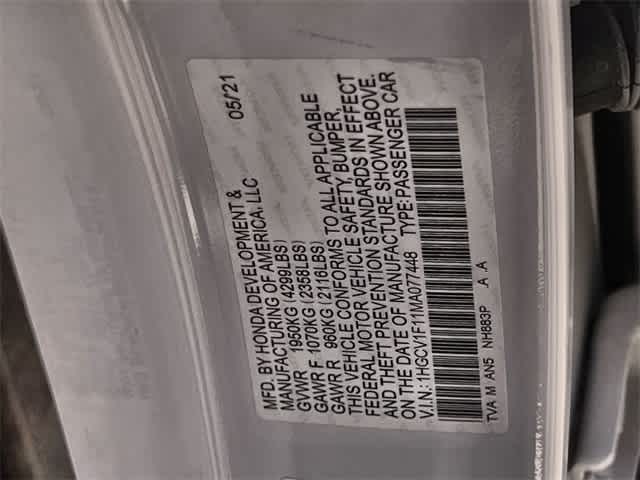 MFD. BY HONDA DEVELOPMENT & 05/21
MANUFACTURING OF AMERICA, LLC
GVWR 1950KG (4299LBS)
GAWR F 1070KG (2358LBS)
GAWR R 960KG (2116LBS)
THIS VEHICLE CONFORMS TO ALL APPLICABLE
FEDERAL MOTOR VEHICLE SAFETY, BUMPER,
AND THEFT PREVENTION STANDARDS IN EFFECT
ON THE DATE OF MANUFACTURE SHOWN ABOVE.
V.I.N.: 1HGCV1F11MA077448 TYPE: PASSENGER CAR
TVA M AN5 NH883P A A